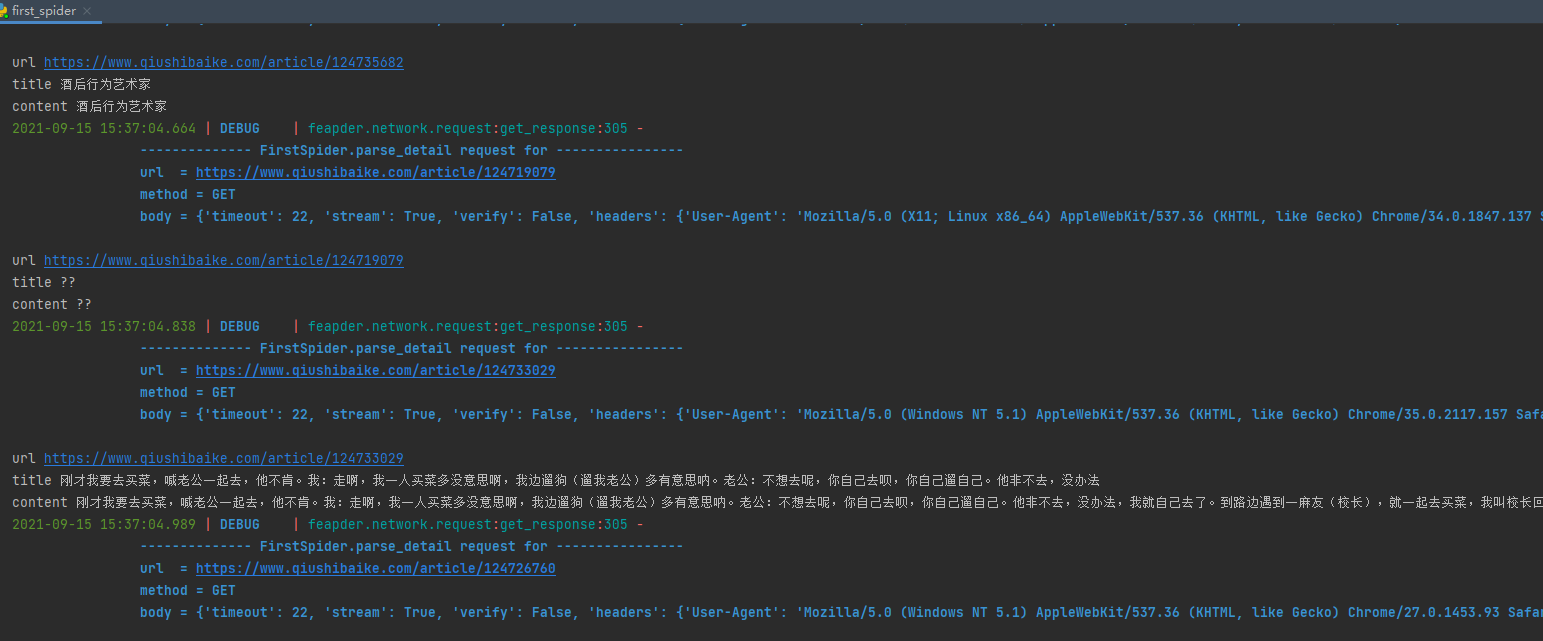 first_spider ×
url https://www.qiushibaike.com/article/124735682
title 酒后行为艺术家
content 酒后行为艺术家
2021-09-15 15:37:04.664 | DEBUG    | feapder.network.request:get_response:305 -
-------------- FirstSpider.parse_detail request for ----------------
url  = https://www.qiushibaike.com/article/124719079
method = GET
body = {'timeout': 22, 'stream': True, 'verify': False, 'headers': {'User-Agent': 'Mozilla/5.0 (X11; Linux x86_64) AppleWebKit/537.36 (KHTML, like Gecko) Chrome/34.0.1847.137
url https://www.qiushibaike.com/article/124719079
title ??
content ??
2021-09-15 15:37:04.838 | DEBUG    | feapder.network.request:get_response:305 -
-------------- FirstSpider.parse_detail request for ----------------
url  = https://www.qiushibaike.com/article/124733029
method = GET
body = {'timeout': 22, 'stream': True, 'verify': False, 'headers': {'User-Agent': 'Mozilla/5.0 (Windows NT 5.1) AppleWebKit/537.36 (KHTML, like Gecko) Chrome/35.0.2117.157 Safa
url https://www.qiushibaike.com/article/124733029
title 刚才我要去买菜，喊老公一起去，他不肯。我：走啊，我一人买菜多没意思啊，我边遛狗（遛我老公）多有意思呐。老公：不想去呢，你自己去呗，你自己遛自己。他非不去，没办法
content 刚才我要去买菜，喊老公一起去，他不肯。我：走啊，我一人买菜多没意思啊，我边遛狗（遛我老公）多有意思呐。老公：不想去呢，你自己去呗，你自己遛自己。他非不去，没办法，我就自己去了。到路边遇到一麻友（校长），就一起去买菜，我叫校长回
2021-09-15 15:37:04.989 | DEBUG    | feapder.network.request:get_response:305 -
-------------- FirstSpider.parse_detail request for ----------------
url  = https://www.qiushibaike.com/article/124726760
method = GET
body = {'timeout': 22, 'stream': True, 'verify': False, 'headers': {'User-Agent': 'Mozilla/5.0 (Windows NT 5.1) AppleWebKit/537.36 (KHTML, like Gecko) Chrome/27.0.1453.93 Safar